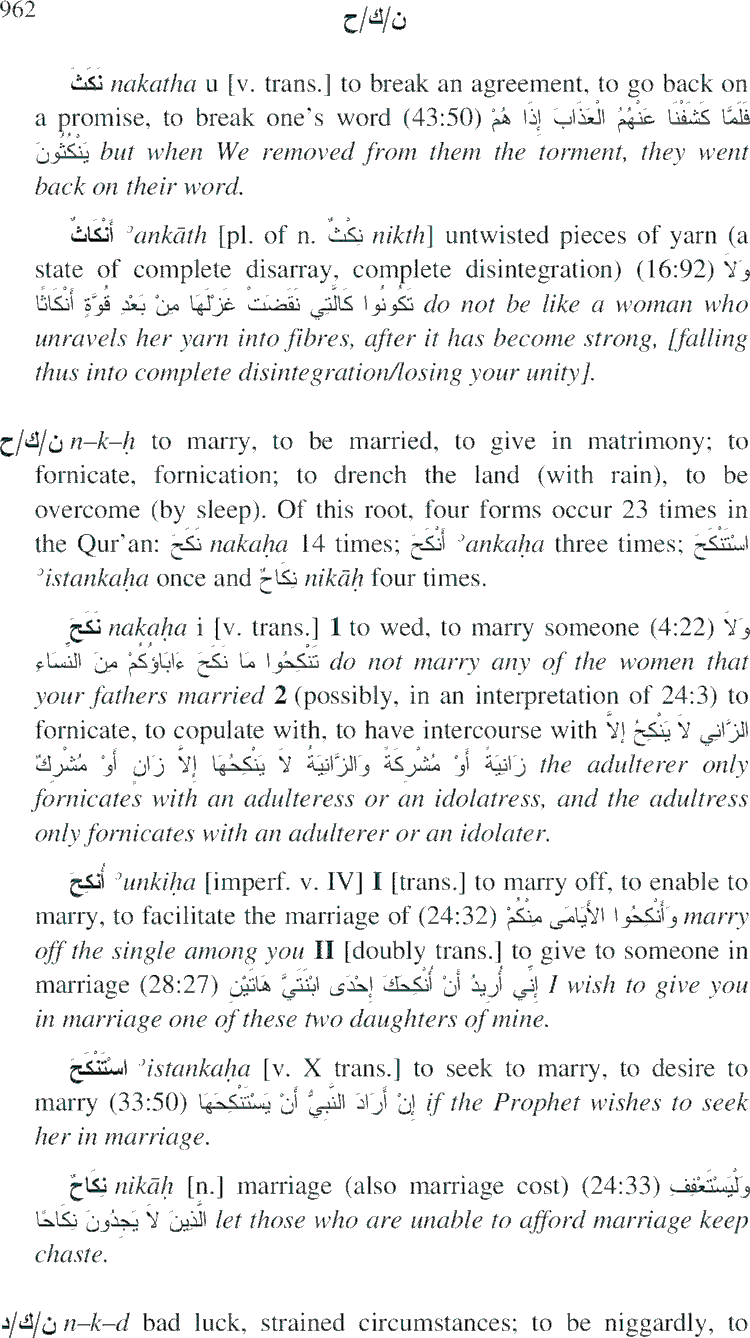 962
ن/ك/ح
نَكَثَ nakatha u [v. trans.] to break an agreement, to go back on
a promise, to break one's word (43:50) فَلَمَّا كَشَفْنَا عَنْهُمُ الْعَذَابَ إِذَا هُمْ
يَنْكُثُونَ but when We removed from them the torment, they went
back on their word.
أَنْكَاثٌ ʾankāth [pl. of n. نِكْثٌ nikth] untwisted pieces of yarn (a
state of complete disarray, complete disintegration) (16:92) وَلاَ
تَكُونُوا كَالَّتِي نَقَضَتْ غَزْلَهَا مِنْ بَعْدِ قُوَّةٍ أَنْكَاثًا do not be like a woman who
unravels her yarn into fibres, after it has become strong, [falling
thus into complete disintegration/losing your unity].
ن/ك/ح n–k–ḥ to marry, to be married, to give in matrimony; to
fornicate, fornication; to drench the land (with rain), to be
overcome (by sleep). Of this root, four forms occur 23 times in
the Qur'an: نَكَحَ nakaḥa 14 times; أَنْكَحَ ʾankaḥa three times; اسْتَنْكَحَ
ʾistankaḥa once and نِكَاحٌ nikāḥ four times.
نَكَحَ nakaḥa i [v. trans.] 1 to wed, to marry someone (4:22) وَلاَ
تَنْكِحُوا مَا نَكَحَ ءَابَاؤُكُمْ مِنَ النِّسَاءِ do not marry any of the women that
your fathers married 2 (possibly, in an interpretation of 24:3) to
fornicate, to copulate with, to have intercourse with الزَّانِي لاَ يَنْكِحُ إِلاَّ
زَانِيَةً أَوْ مُشْرِكَةً وَالزَّانِيَةُ لاَ يَنْكِحُهَا إِلاَّ زَانٍ أَوْ مُشْرِكٌ the adulterer only
fornicates with an adulteress or an idolatress, and the adultress
only fornicates with an adulterer or an idolater.
أُنكِحَ ʾunkiḥa [imperf. v. IV] I [trans.] to marry off, to enable to
marry, to facilitate the marriage of (24:32) وَأَنْكِحُوا الأَيَامَى مِنْكُمْ marry
off the single among you II [doubly trans.] to give to someone in
marriage (28:27) إِنِّي أُرِيدُ أَنْ أُنْكِحَكَ إِحْدَى ابْنَتَيَّ هَاتَيْنِ I wish to give you
in marriage one of these two daughters of mine.
اسْتَنْكَحَ ʾistankaḥa [v. X trans.] to seek to marry, to desire to
marry (33:50) إِنْ أَرَادَ النَّبِيُّ أَنْ يَسْتَنْكِحَهَا if the Prophet wishes to seek
her in marriage.
نِكَاحٌ nikāḥ [n.] marriage (also marriage cost) (24:33) وَلْيَسْتَعْفِفِ
الَّذِينَ لاَ يَجِدُونَ نِكَاحًا let those who are unable to afford marriage keep
chaste.
ن/ك/د n–k–d bad luck, strained circumstances; to be niggardly, to